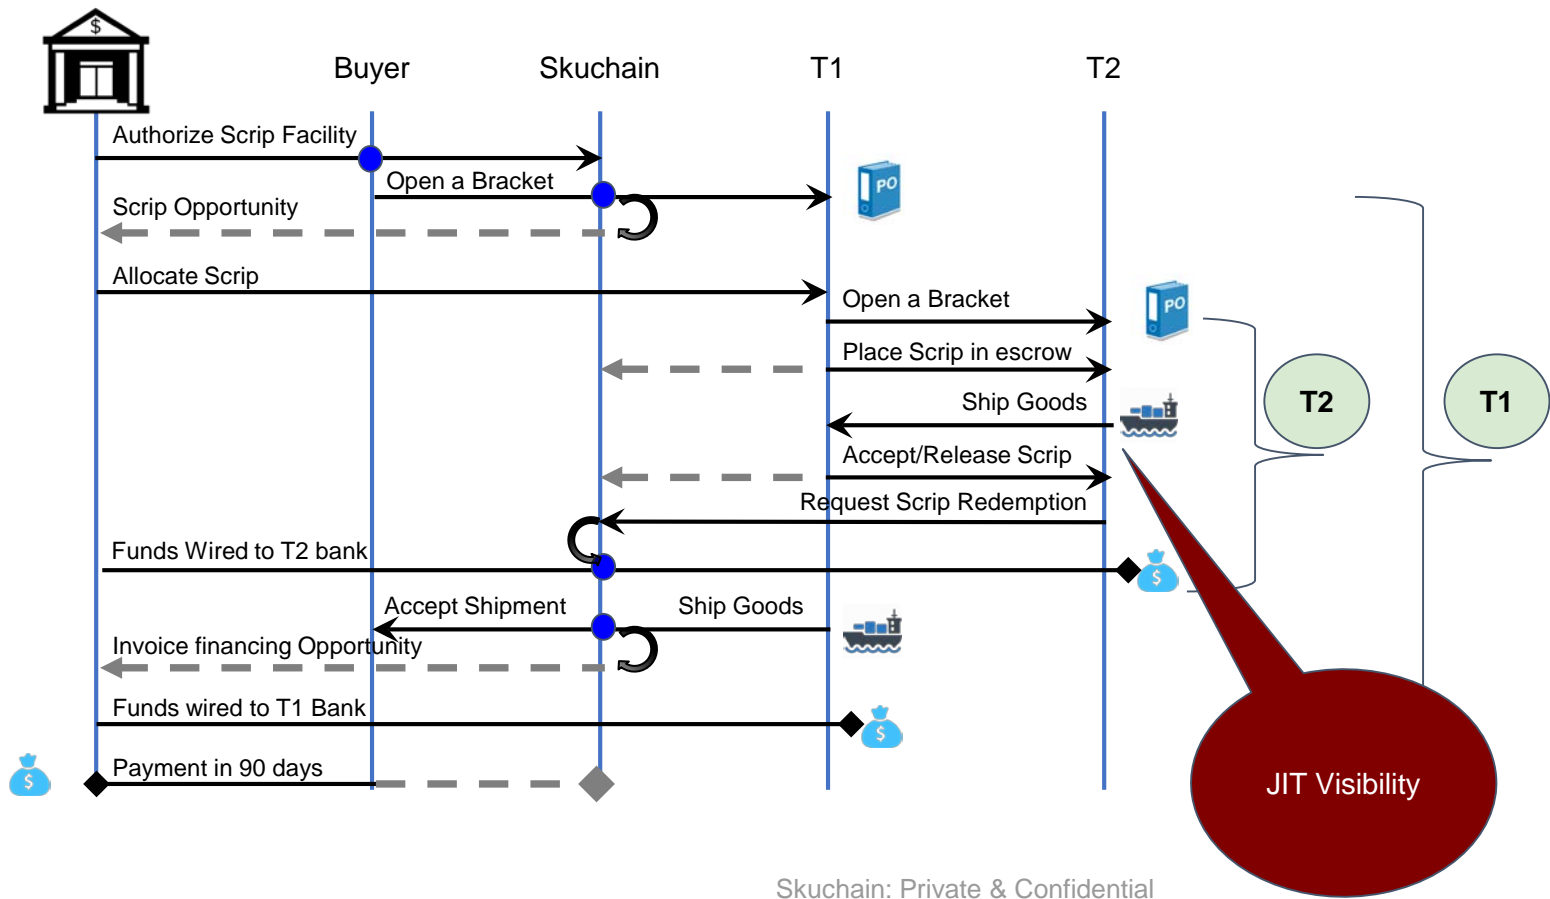 $
Buyer
Skuchain
T1
T2
Authorize Scrip Facility
Open a Bracket
PO
Scrip Opportunity
Allocate Scrip
Open a Bracket
PO
Place Scrip in escrow
T2
T1
Ship Goods
Accept/Release Scrip
Request Scrip Redemption
Funds Wired to T2 bank
$
Accept Shipment
Ship Goods
Invoice financing Opportunity
Funds wired to T1 Bank
$
Payment in 90 days
$
JIT Visibility
Skuchain: Private & Confidential